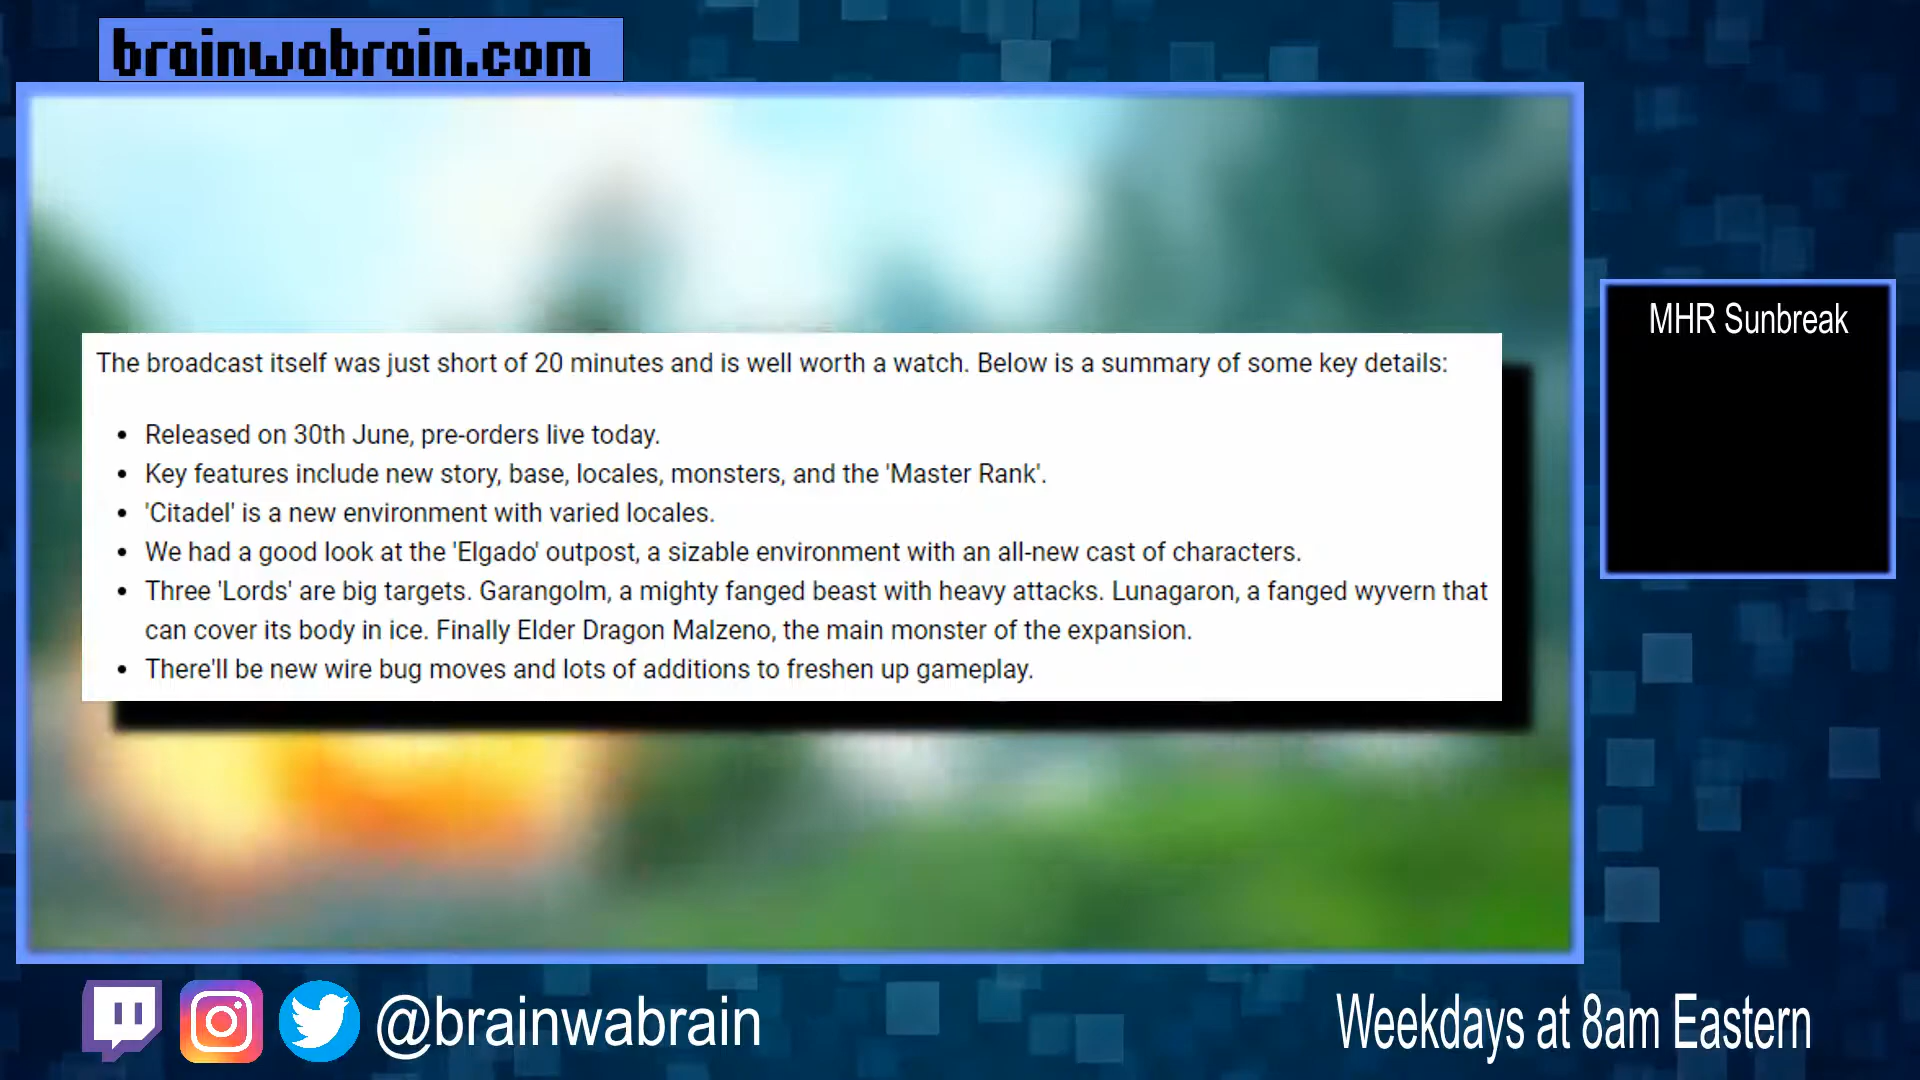 brainwabrain.com
The broadcast itself was just short of 20 minutes and is well worth a watch. Below is a summary of some key details:
• Released on 30th June, pre-orders live today.
• Key features include new story, base, locales, monsters, and the 'Master Rank'.
• 'Citadel' is a new environment with varied locales.
• We had a good look at the 'Elgado' outpost, a sizable environment with an all-new cast of characters.
• Three 'Lords' are big targets. Garangolm, a mighty fanged beast with heavy attacks. Lunagaron, a fanged wyvern that
can cover its body in ice. Finally Elder Dragon Malzeno, the main monster of the expansion.
• There'll be new wire bug moves and lots of additions to freshen up gameplay.
MHR Sunbreak
@brainwabrain
Weekdays at 8am Eastern